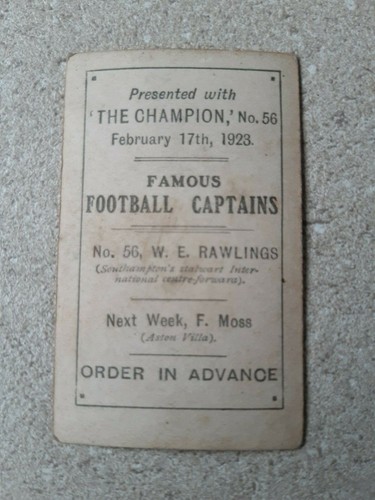 Presented with
'THE CHAMPION,' No. 56
February 17th, 1923.
FAMOUS
FOOTBALL CAPTAINS
No. 56, W. E. RAWLINGS
(Southampton's stalwart Inter-
national centre-forward).
Next Week, F. Moss
(Aston Villa).
ORDER IN ADVANCE